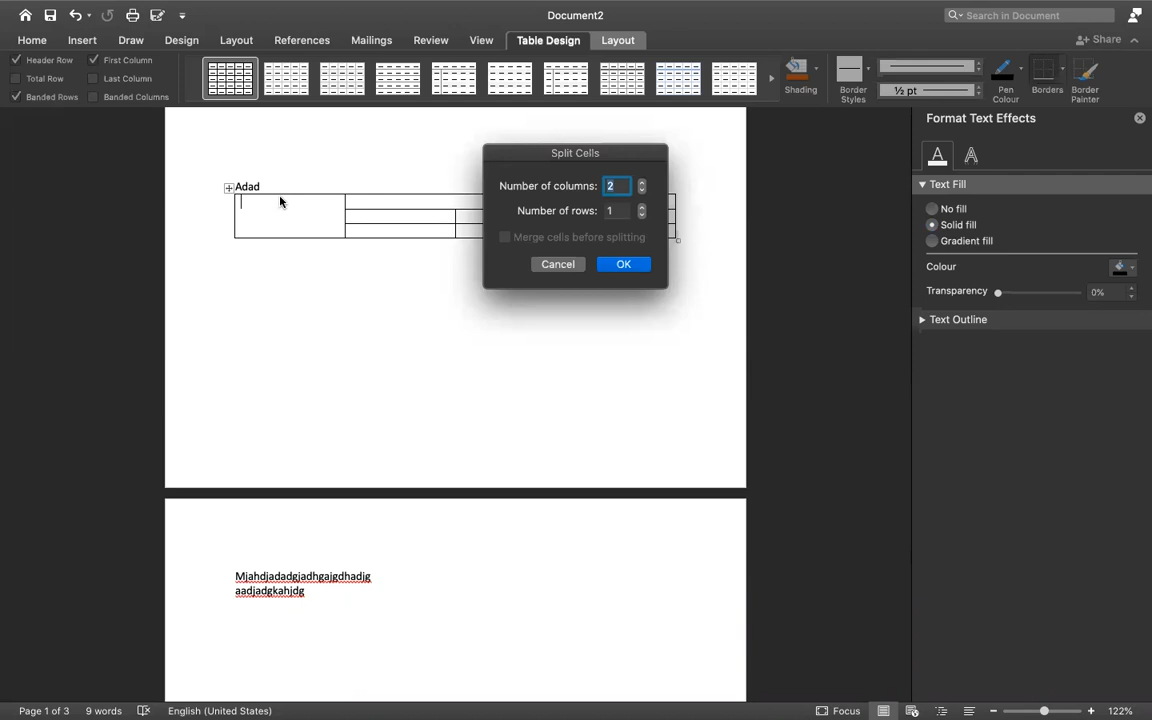 Document2
Search in Document
Home Insert Draw Design Layout References Mailings Review View Table Design Layout
Share
Header Row First Column
Total Row Last Column
Banded Rows Banded Columns
Shading
Border Styles
½ pt
Pen Colour
Borders
Border Painter
Format Text Effects
A A
Text Fill
No fill
Solid fill
Gradient fill
Colour
Transparency 0%
Text Outline
Split Cells
Number of columns: 2
Number of rows: 1
Merge cells before splitting
Cancel OK
Adad
Mjahdjadadgjadhgajgdhadjg
aadjadgkahjdg
Page 1 of 3 9 words English (United States) Focus 122%